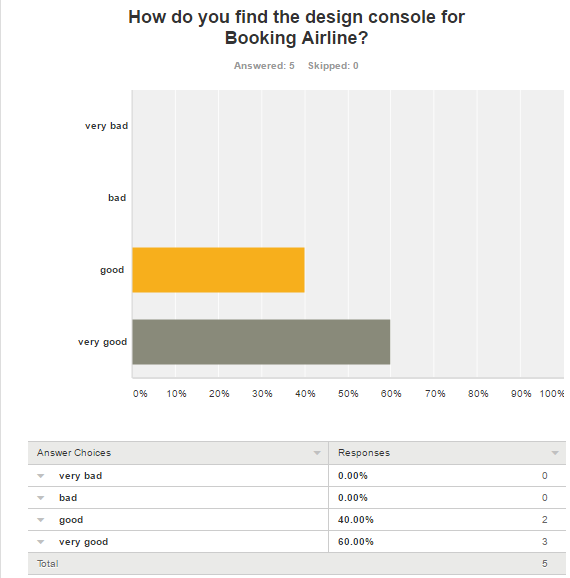 How do you find the design console for
Booking Airline?
Answered: 5 Skipped: 0
very bad
bad
good
very good
0% 10% 20% 30% 40% 50% 60% 70% 80% 90% 100%
Answer Choices Responses
very bad 0.00% 0
bad 0.00% 0
good 40.00% 2
very good 60.00% 3
Total 5